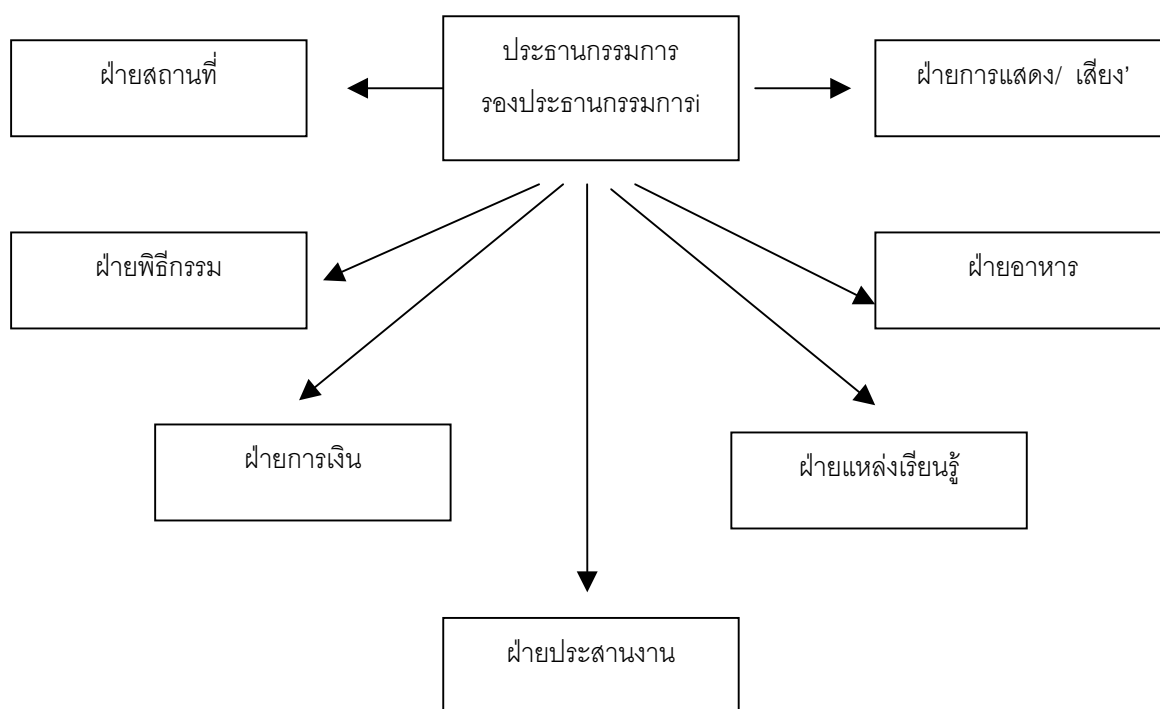 ประธานกรรมการ
รองประธานกรรมการi
ฝ่ายสถานที่
ฝ่ายการแสดง/ เสียง’
ฝ่ายพิธีกรรม
ฝ่ายอาหาร
ฝ่ายการเงิน
ฝ่ายแหล่งเรียนรู้
ฝ่ายประสานงาน